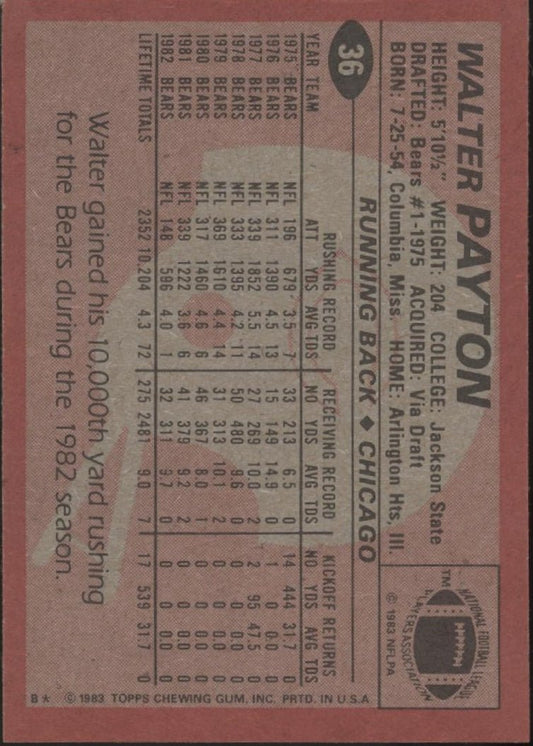 WALTER PAYTON
HEIGHT: 5'10½" WEIGHT: 204 COLLEGE: Jackson State
DRAFTED: Bears #1-1975 ACQUIRED: Via Draft
BORN: 7-25-54, Columbia, Miss. HOME: Arlington Hts, Ill.
TM
NATIONAL FOOTBALL LEAGUE
PLAYERS ASSOCIATION
© 1983 NFLPA
36
RUNNING BACK ◆ CHICAGO
RUSHING RECORD RECEIVING RECORD KICKOFF RETURNS
YEAR TEAM ATT YDS AVG TDS NO YDS AVG TDS NO YDS AVG TDS
1975 BEARS NFL 196 679 3.5 7 33 213 6.5 0 14 444 31.7 0
1976 BEARS NFL 311 1390 4.5 13 15 149 14.9 0 1 0 0.0 0
1977 BEARS NFL 339 1852 5.5 14 27 269 10.0 2 2 95 47.5 0
1978 BEARS NFL 333 1395 4.2 11 50 480 9.6 0 0 0 0.0 0
1979 BEARS NFL 369 1610 4.4 14 31 313 10.1 2 0 0 0.0 0
1980 BEARS NFL 317 1460 4.6 6 46 367 8.0 1 0 0 0.0 0
1981 BEARS NFL 339 1222 3.6 6 41 379 9.2 2 0 0 0.0 0
1982 BEARS NFL 148 596 4.0 1 32 311 9.7 0 0 0 0.0 0
LIFETIME TOTALS 2352 10,204 4.3 72 275 2481 9.0 7 17 539 31.7 0
Walter gained his 10,000th yard rushing
for the Bears during the 1982 season.
B* © 1983 TOPPS CHEWING GUM, INC. PRTD. IN U.S.A.